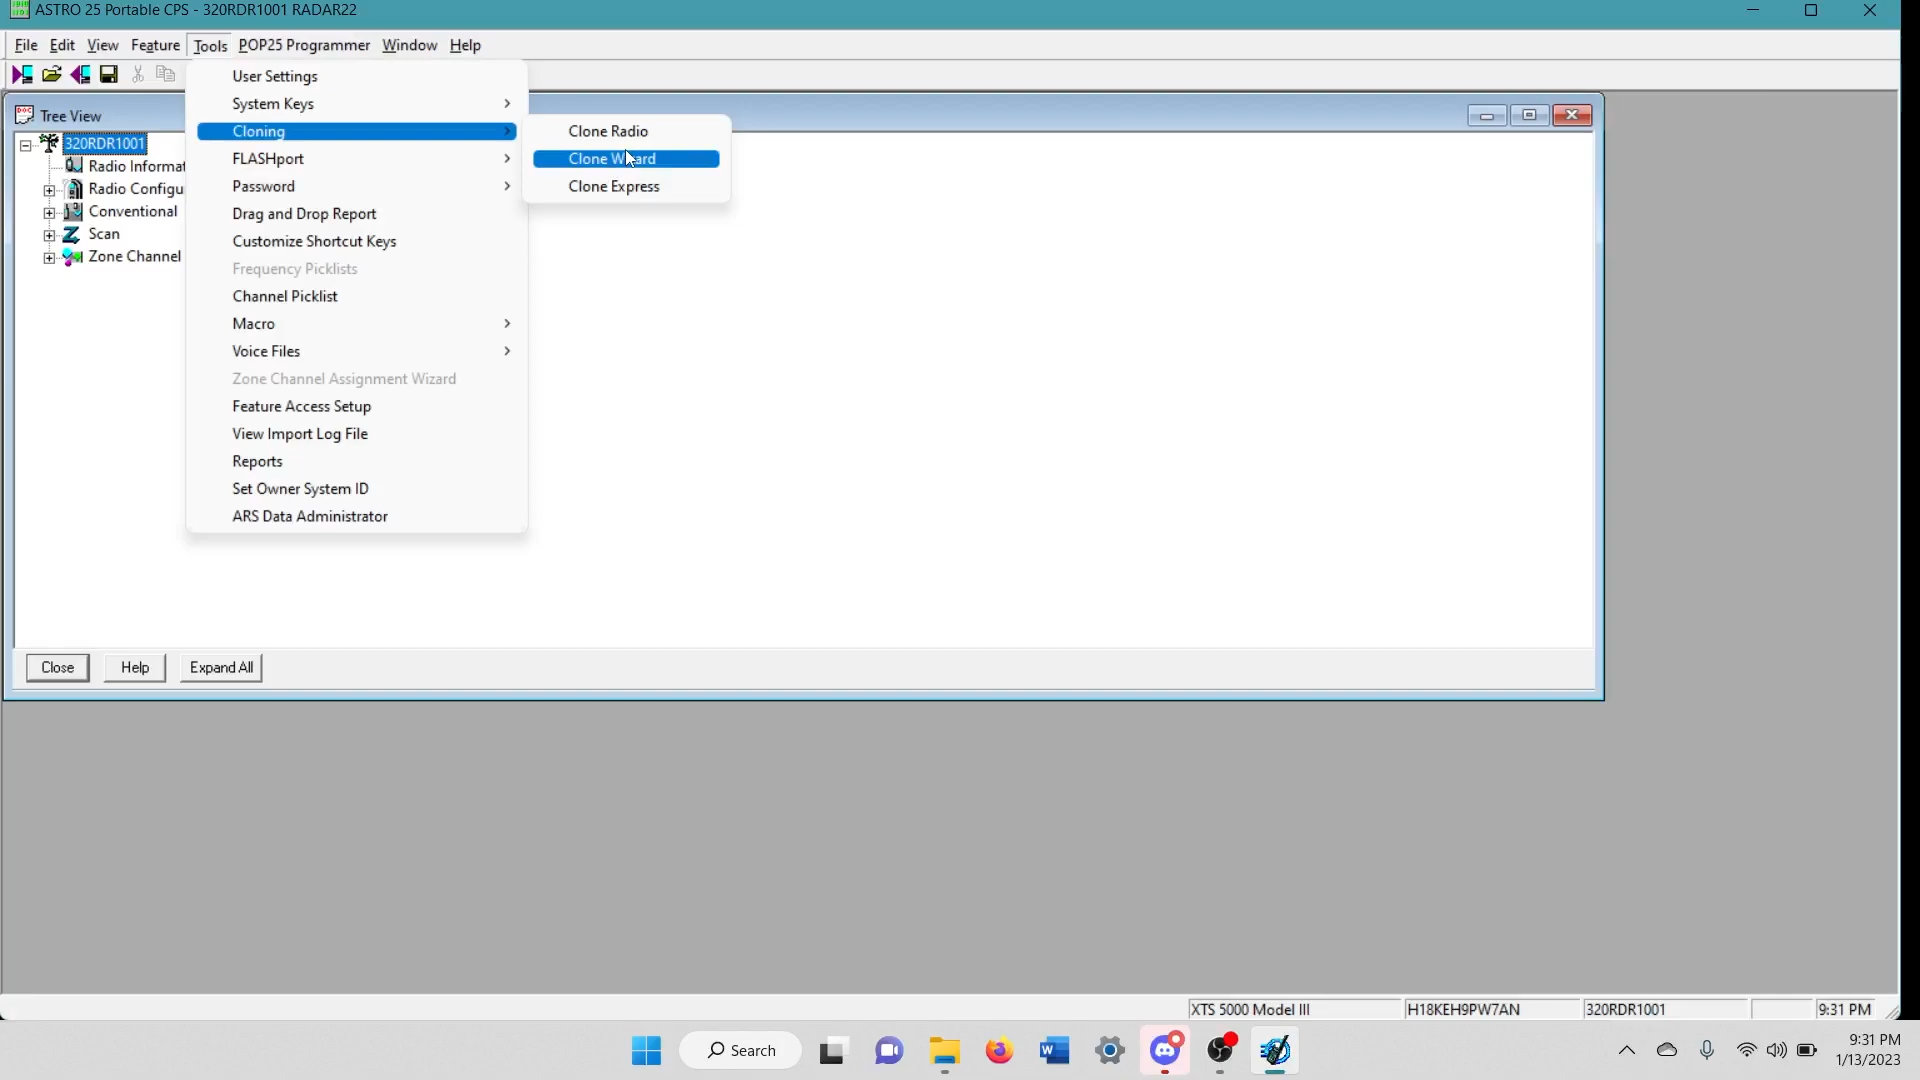 ASTRO 25 Portable CPS - 320RDR1001 RADAR22
File Edit View Feature Tools POP25 Programmer Window Help
Tree View
320RDR1001
Radio Informat
Radio Configu
Conventional
Scan
Zone Channel
User Settings
System Keys
Cloning
FLASHport
Password
Drag and Drop Report
Customize Shortcut Keys
Frequency Picklists
Channel Picklist
Macro
Voice Files
Zone Channel Assignment Wizard
Feature Access Setup
View Import Log File
Reports
Set Owner System ID
ARS Data Administrator
Clone Radio
Clone Wizard
Clone Express
Close Help Expand All
XTS 5000 Model III H18KEH9PW7AN 320RDR1001 9:31 PM
Search
9:31 PM
1/13/2023